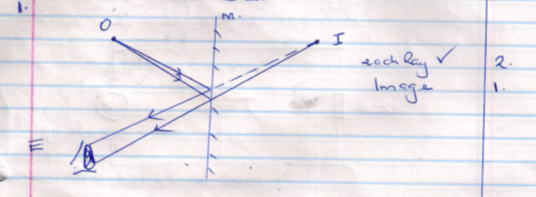 1.
O
m.
I
each ray ✓ 2.
Image 1.
E